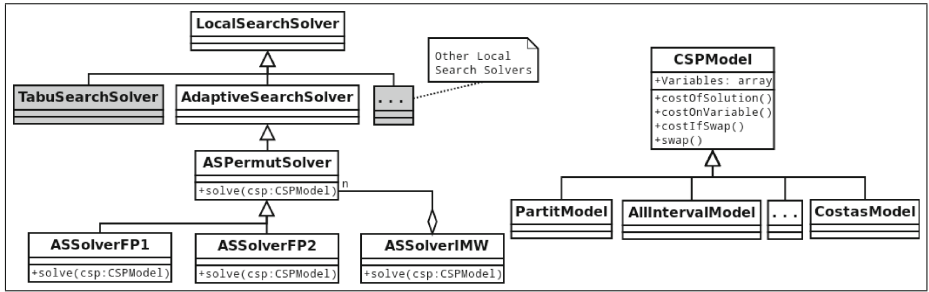 LocalSearchSolver
Other Local
Search Solvers
TabuSearchSolver
AdaptiveSearchSolver
...
ASPermutSolver
+solve(csp:CSPModel)
n
ASSolverFP1
+solve(csp:CSPModel)
ASSolverFP2
+solve(csp:CSPModel)
ASSolverIMW
+solve(csp:CSPModel)
CSPModel
+Variables: array
+costOfSolution()
+costOnVariable()
+costIfSwap()
+swap()
PartitModel
AllIntervalModel
...
CostasModel